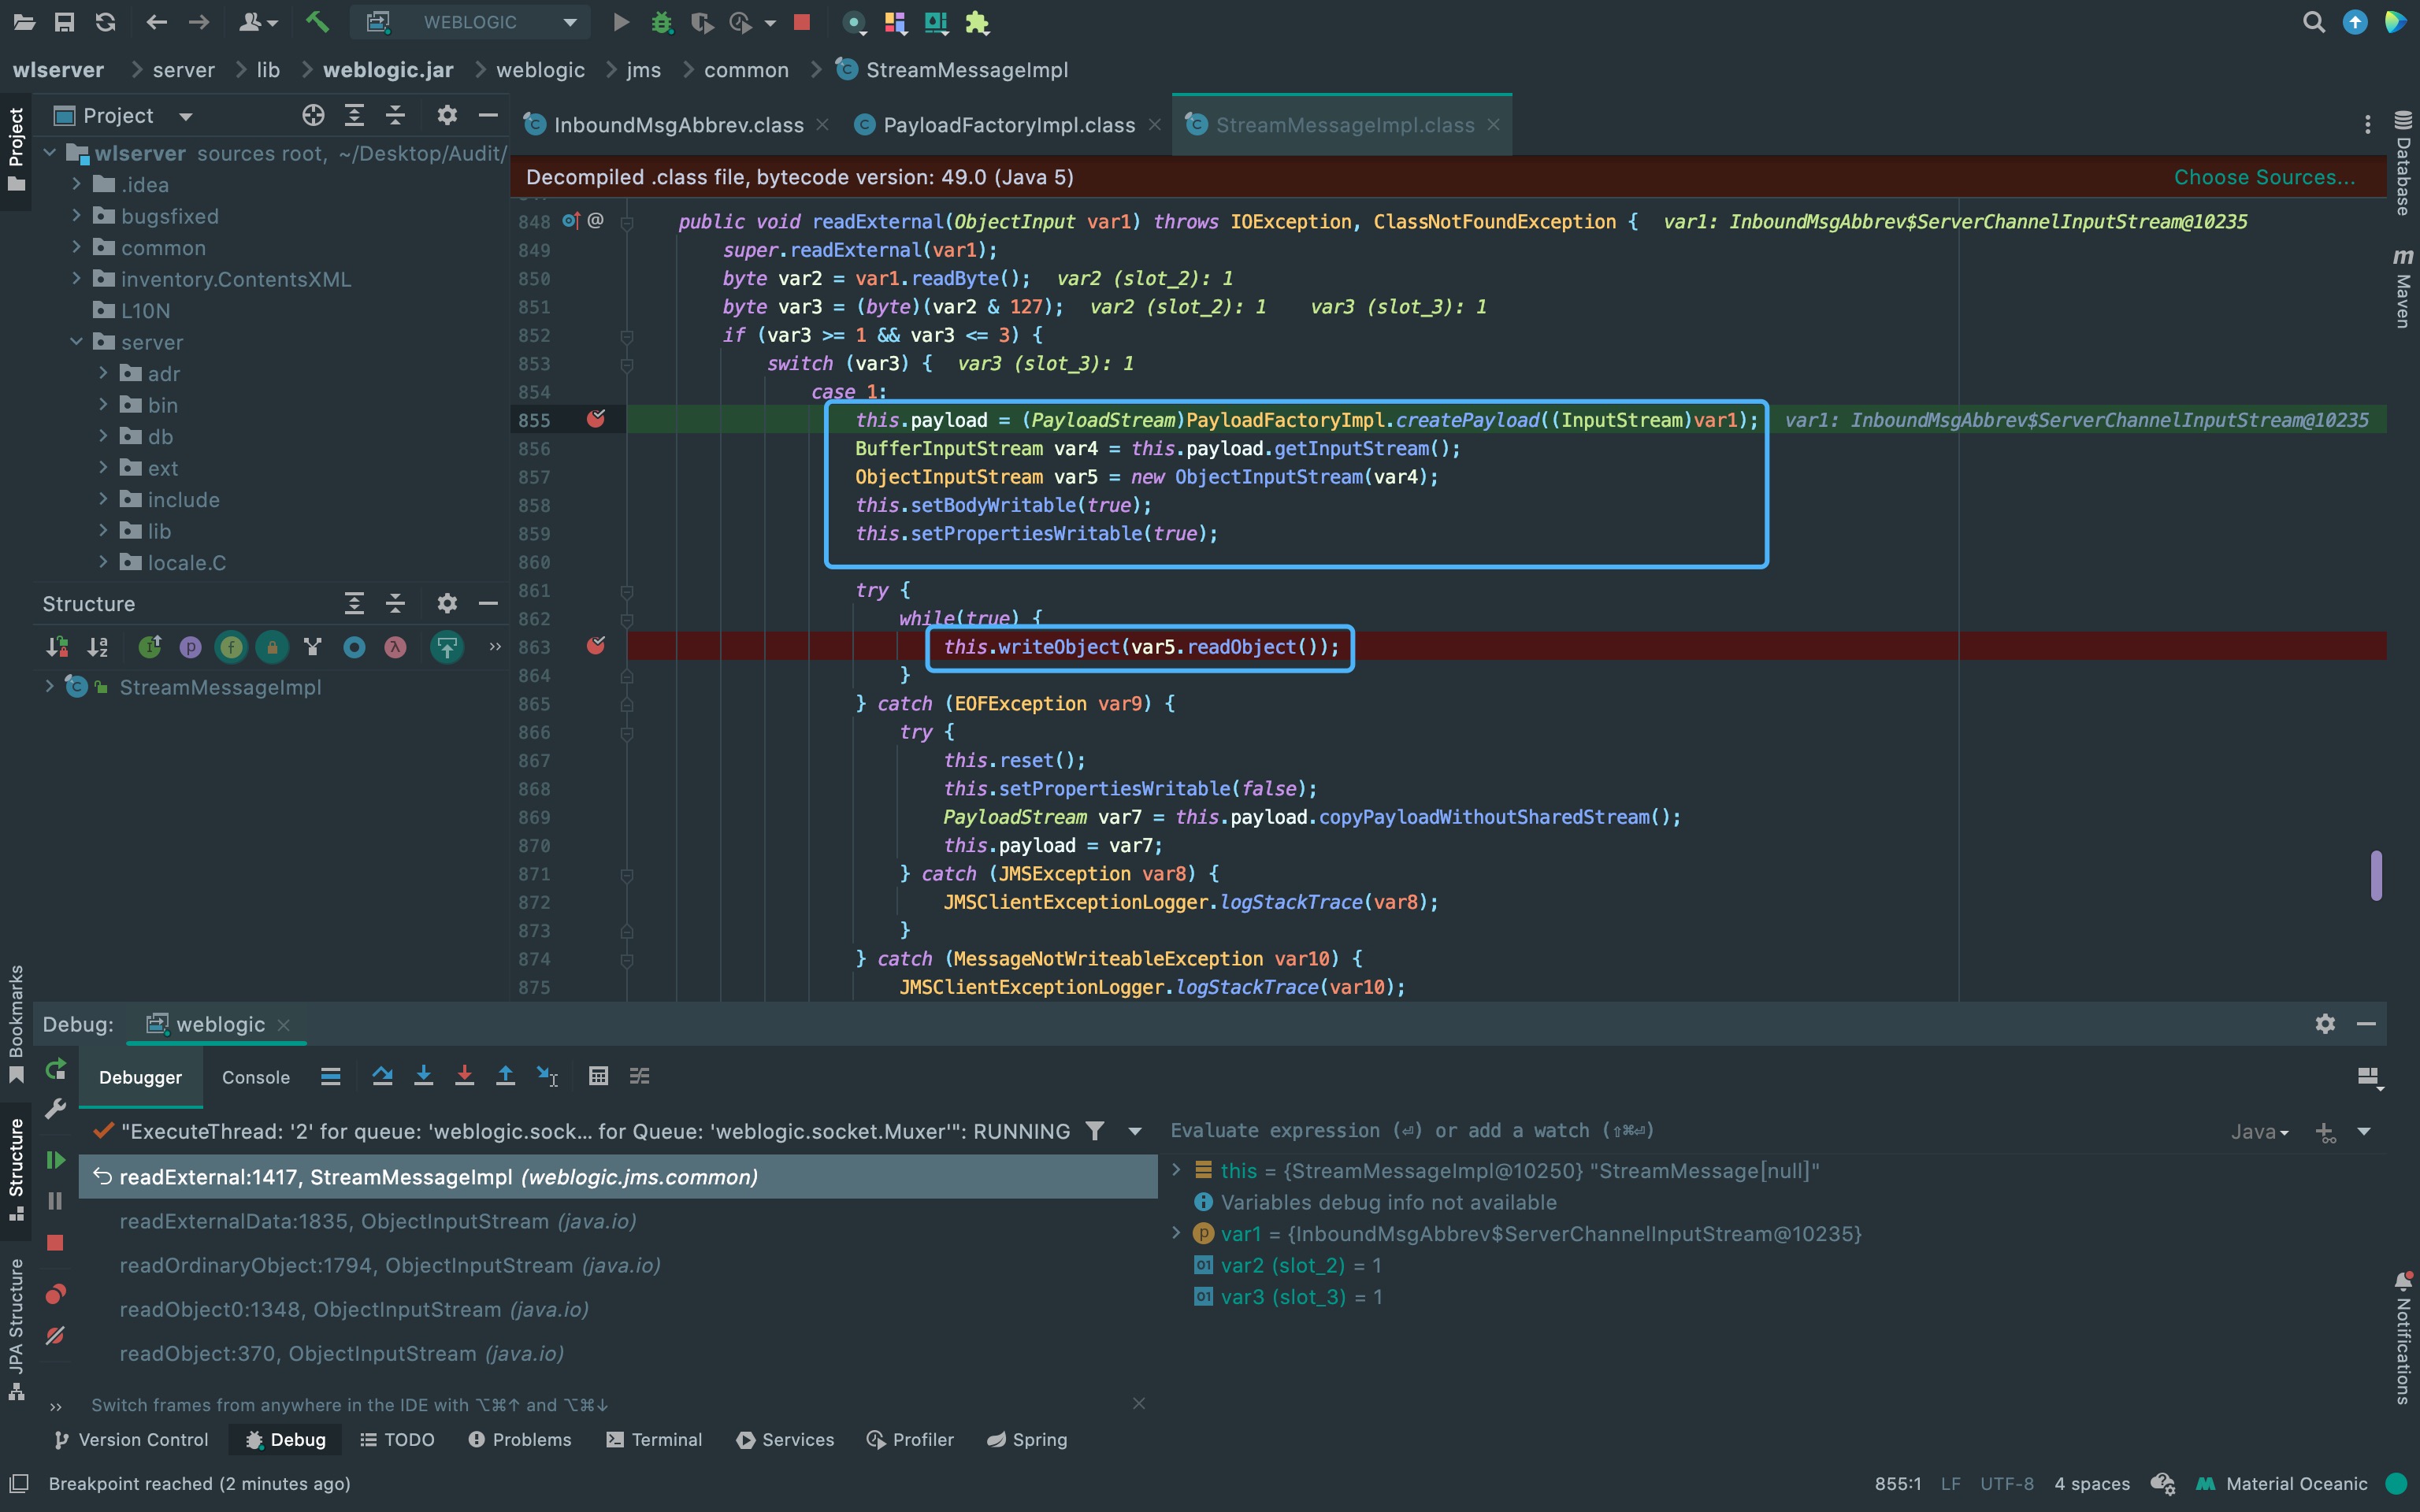 WEBLOGIC
wlserver server lib weblogic.jar weblogic jms common StreamMessageImpl
Project
Project
wlserver sources root, ~/Desktop/Audit/
.idea
bugsfixed
common
inventory.ContentsXML
L10N
server
adr
bin
db
ext
include
lib
locale.C
Structure
StreamMessageImpl
InboundMsgAbbrev.class PayloadFactoryImpl.class StreamMessageImpl.class
Decompiled .class file, bytecode version: 49.0 (Java 5) Choose Sources...
848 @ public void readExternal(ObjectInput var1) throws IOException, ClassNotFoundException { var1: InboundMsgAbbrev$ServerChannelInputStream@10235
849 super.readExternal(var1);
850 byte var2 = var1.readByte(); var2 (slot_2): 1
851 byte var3 = (byte)(var2 & 127); var2 (slot_2): 1 var3 (slot_3): 1
852 if (var3 >= 1 && var3 <= 3) {
853 switch (var3) { var3 (slot_3): 1
854 case 1:
855 this.payload = (PayloadStream)PayloadFactoryImpl.createPayload((InputStream)var1); var1: InboundMsgAbbrev$ServerChannelInputStream@10235
856 BufferInputStream var4 = this.payload.getInputStream();
857 ObjectInputStream var5 = new ObjectInputStream(var4);
858 this.setBodyWritable(true);
859 this.setPropertiesWritable(true);
860
861 try {
862 while(true) {
863 this.writeObject(var5.readObject());
864 }
865 } catch (EOFException var9) {
866 try {
867 this.reset();
868 this.setPropertiesWritable(false);
869 PayloadStream var7 = this.payload.copyPayloadWithoutSharedStream();
870 this.payload = var7;
871 } catch (JMSException var8) {
872 JMSClientExceptionLogger.logStackTrace(var8);
873 }
874 } catch (MessageNotWriteableException var10) {
875 JMSClientExceptionLogger.logStackTrace(var10);
Database
m Maven
Notifications
Bookmarks
Structure
JPA Structure
Debug: weblogic
Debugger Console
"ExecuteThread: '2' for queue: 'weblogic.sock... for Queue: 'weblogic.socket.Muxer'": RUNNING
readExternal:1417, StreamMessageImpl (weblogic.jms.common)
readExternalData:1835, ObjectInputStream (java.io)
readOrdinaryObject:1794, ObjectInputStream (java.io)
readObject0:1348, ObjectInputStream (java.io)
readObject:370, ObjectInputStream (java.io)
Switch frames from anywhere in the IDE with ⌥⌘↑ and ⌥⌘↓
Evaluate expression (⏎) or add a watch (⇧⌘⏎) Java
this = {StreamMessageImpl@10250} "StreamMessage[null]"
Variables debug info not available
var1 = {InboundMsgAbbrev$ServerChannelInputStream@10235}
var2 (slot_2) = 1
var3 (slot_3) = 1
Version Control Debug TODO Problems Terminal Services Profiler Spring
Breakpoint reached (2 minutes ago) 855:1 LF UTF-8 4 spaces Material Oceanic